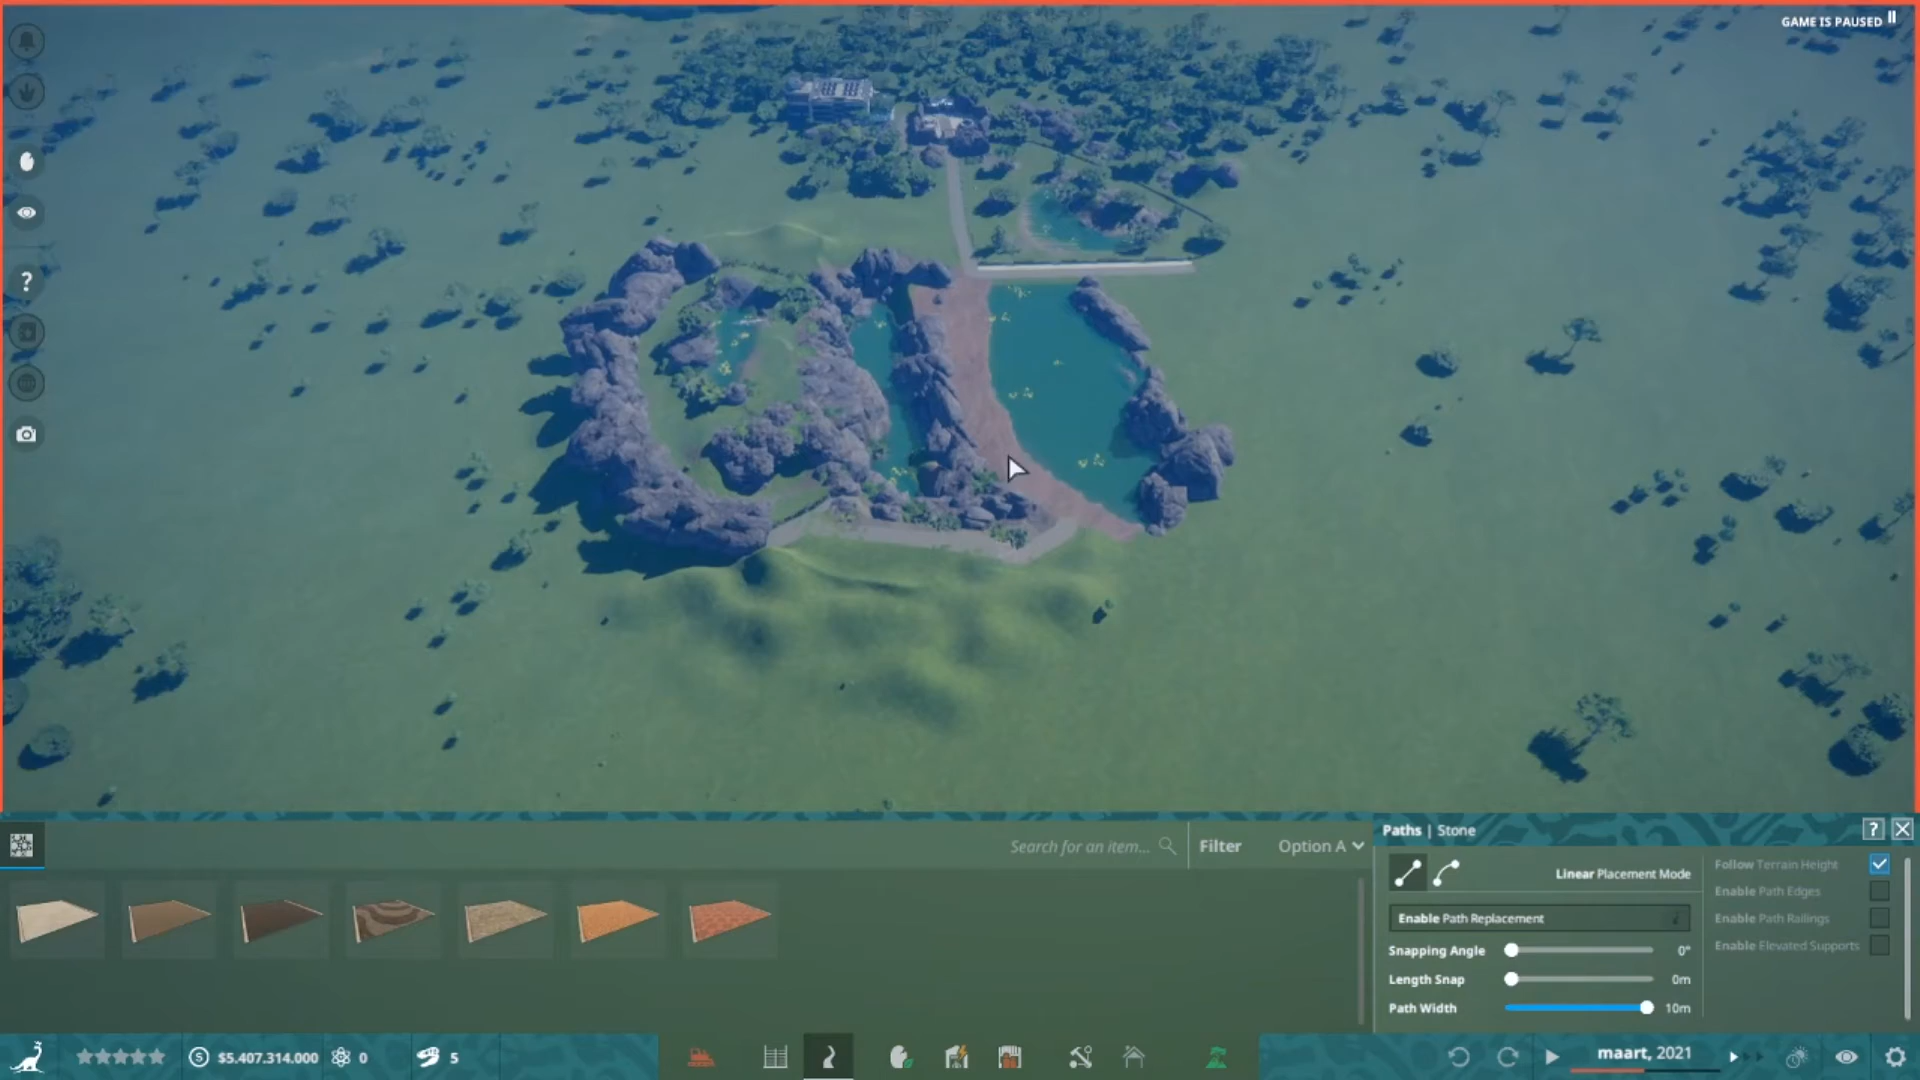 GAME IS PAUSED
?
Search for an item...
Filter
Option A
Paths | Stone
?
Linear Placement Mode
Enable Path Replacement
Snapping Angle 0°
Length Snap 0m
Path Width 10m
Follow Terrain Height
Enable Path Edges
Enable Path Railings
Enable Elevated Supports
$5.407.314.000
0
5
maart, 2021